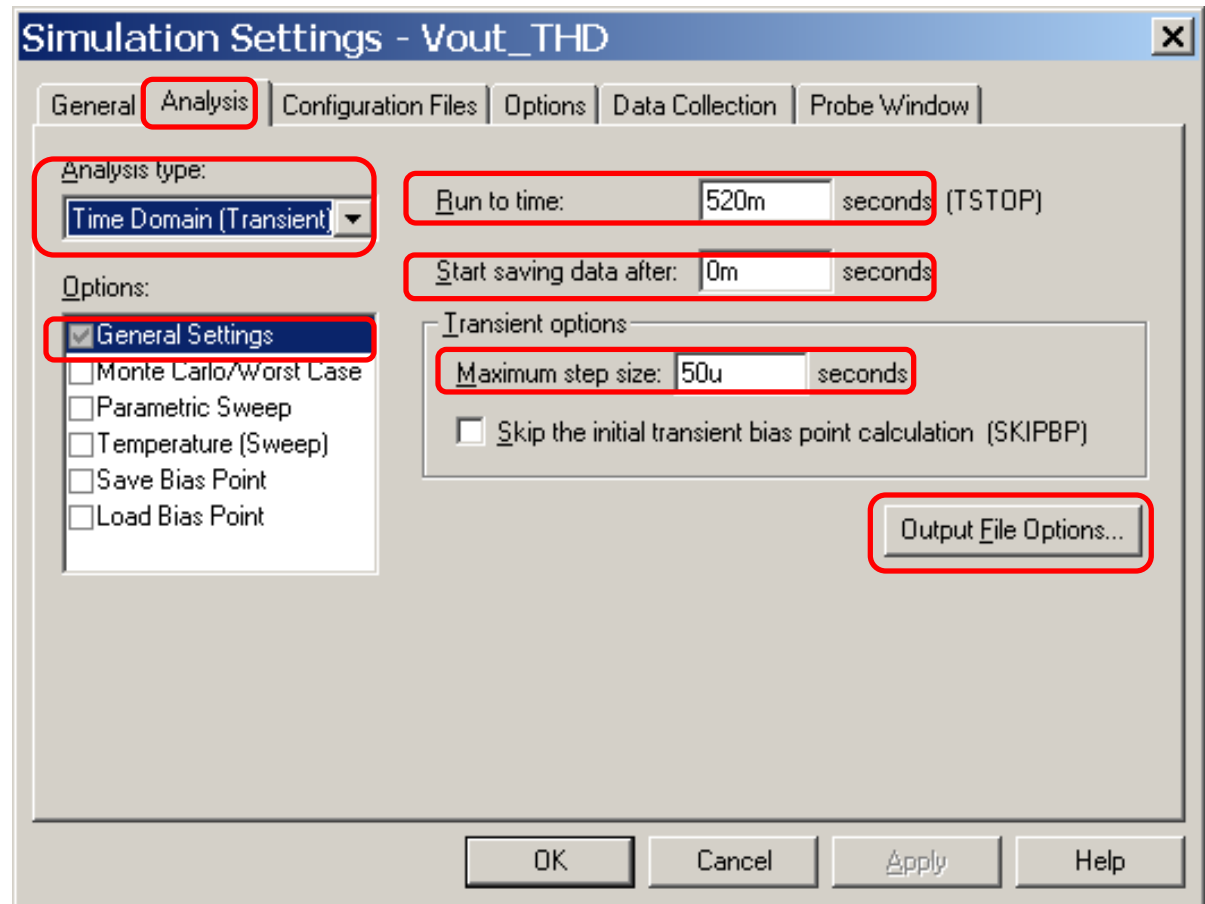 Simulation Settings - Vout_THD
General Analysis Configuration Files Options Data Collection Probe Window
Analysis type:
Time Domain (Transient)
Options:
General Settings
Monte Carlo/Worst Case
Parametric Sweep
Temperature (Sweep)
Save Bias Point
Load Bias Point
Run to time: 520m seconds (TSTOP)
Start saving data after: 0m seconds
Transient options
Maximum step size: 50u seconds
Skip the initial transient bias point calculation (SKIPBP)
Output File Options...
OK Cancel Apply Help